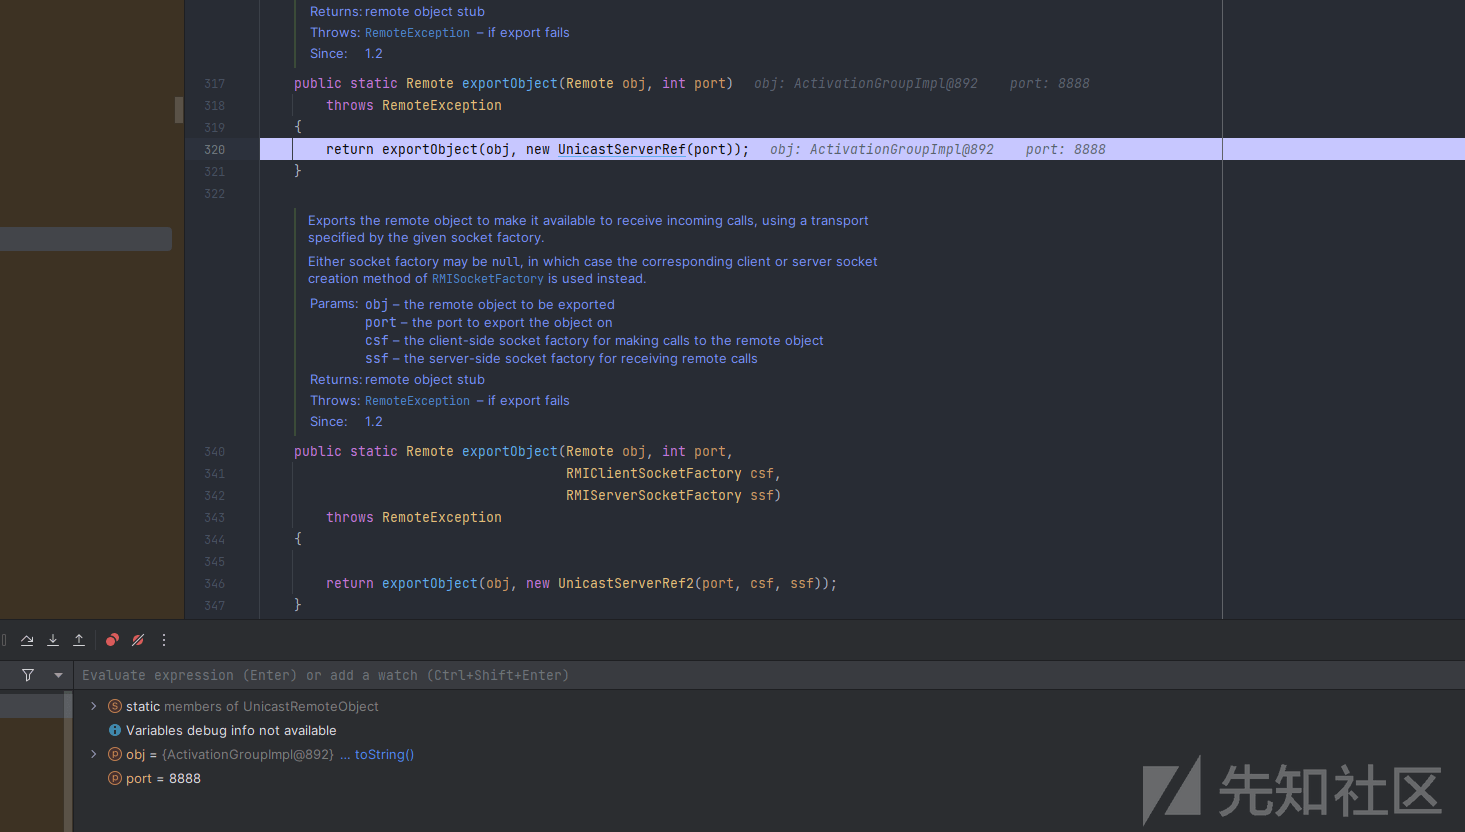 Returns: remote object stub
Throws: RemoteException – if export fails
Since: 1.2
317 public static Remote exportObject(Remote obj, int port) obj: ActivationGroupImpl@892 port: 8888
318 throws RemoteException
319 {
320 return exportObject(obj, new UnicastServerRef(port)); obj: ActivationGroupImpl@892 port: 8888
321 }
322
Exports the remote object to make it available to receive incoming calls, using a transport
specified by the given socket factory.
Either socket factory may be null, in which case the corresponding client or server socket
creation method of RMISocketFactory is used instead.
Params: obj – the remote object to be exported
port – the port to export the object on
csf – the client-side socket factory for making calls to the remote object
ssf – the server-side socket factory for receiving remote calls
Returns: remote object stub
Throws: RemoteException – if export fails
Since: 1.2
340 public static Remote exportObject(Remote obj, int port,
341 RMIClientSocketFactory csf,
342 RMIServerSocketFactory ssf)
343 throws RemoteException
344 {
345
346 return exportObject(obj, new UnicastServerRef2(port, csf, ssf));
347 }
Evaluate expression (Enter) or add a watch (Ctrl+Shift+Enter)
static members of UnicastRemoteObject
Variables debug info not available
obj = {ActivationGroupImpl@892} ... toString()
port = 8888
先知社区